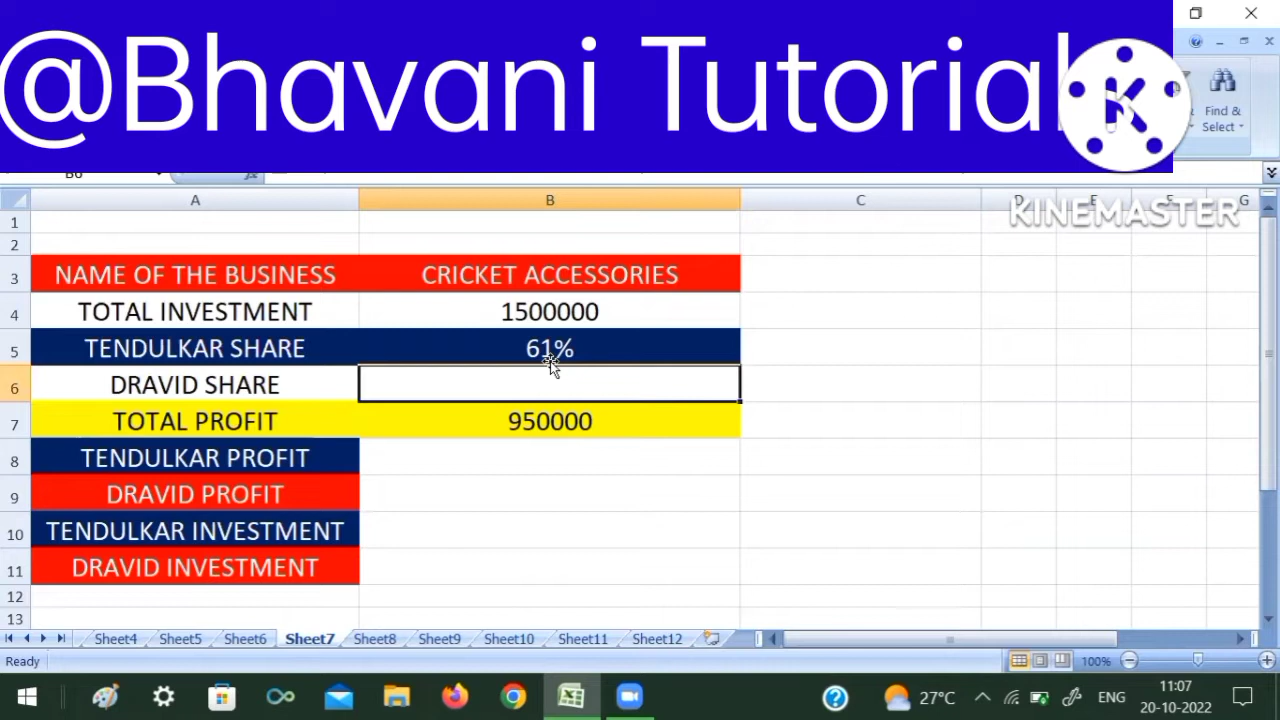 @Bhavani Tutorial
Find &
Select
KINEMASTER
A B C D E F G
1
2
3 NAME OF THE BUSINESS CRICKET ACCESSORIES
4 TOTAL INVESTMENT 1500000
5 TENDULKAR SHARE 61%
6 DRAVID SHARE
7 TOTAL PROFIT 950000
8 TENDULKAR PROFIT
9 DRAVID PROFIT
10 TENDULKAR INVESTMENT
11 DRAVID INVESTMENT
12
13
Sheet4 Sheet5 Sheet6 Sheet7 Sheet8 Sheet9 Sheet10 Sheet11 Sheet12
Ready 100%
27°C ENG 11:07
20-10-2022